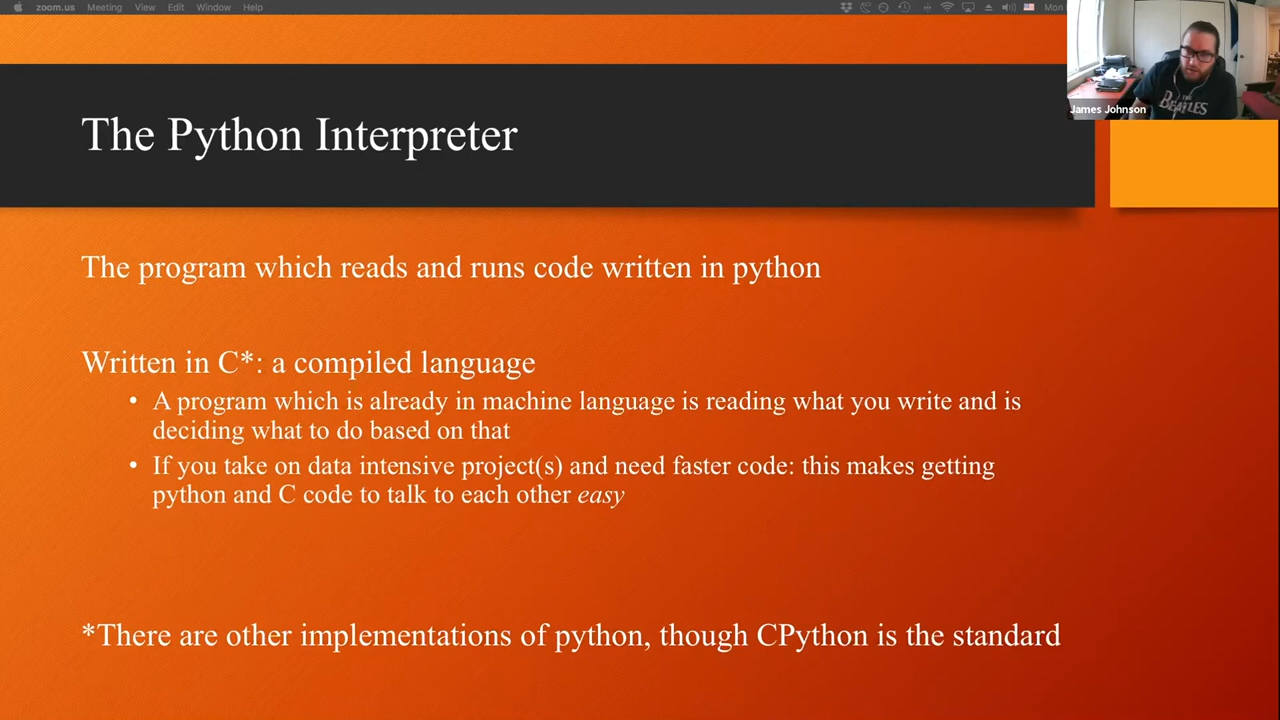 zoom.us Meeting View Edit Window Help Mon
James Johnson
THE
BEATLES
The Python Interpreter
The program which reads and runs code written in python
Written in C*: a compiled language
• A program which is already in machine language is reading what you write and is
deciding what to do based on that
• If you take on data intensive project(s) and need faster code: this makes getting
python and C code to talk to each other easy
*There are other implementations of python, though CPython is the standard